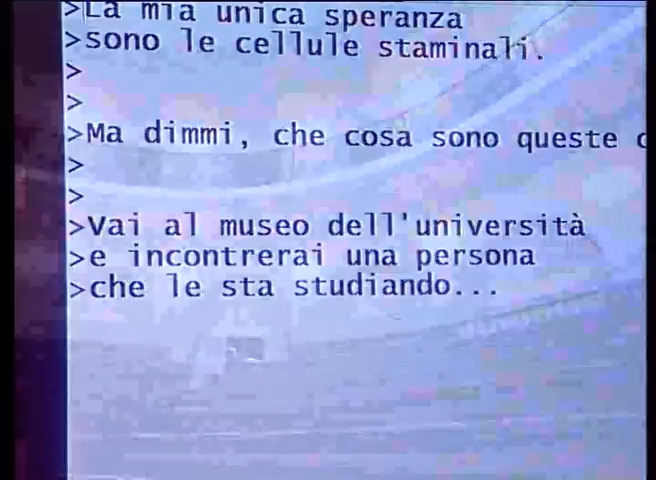 >La mia unica speranza
>sono le cellule staminali.
>
>
>Ma dimmi, che cosa sono queste
>
>
>Vai al museo dell'università
>e incontrerai una persona
>che le sta studiando...